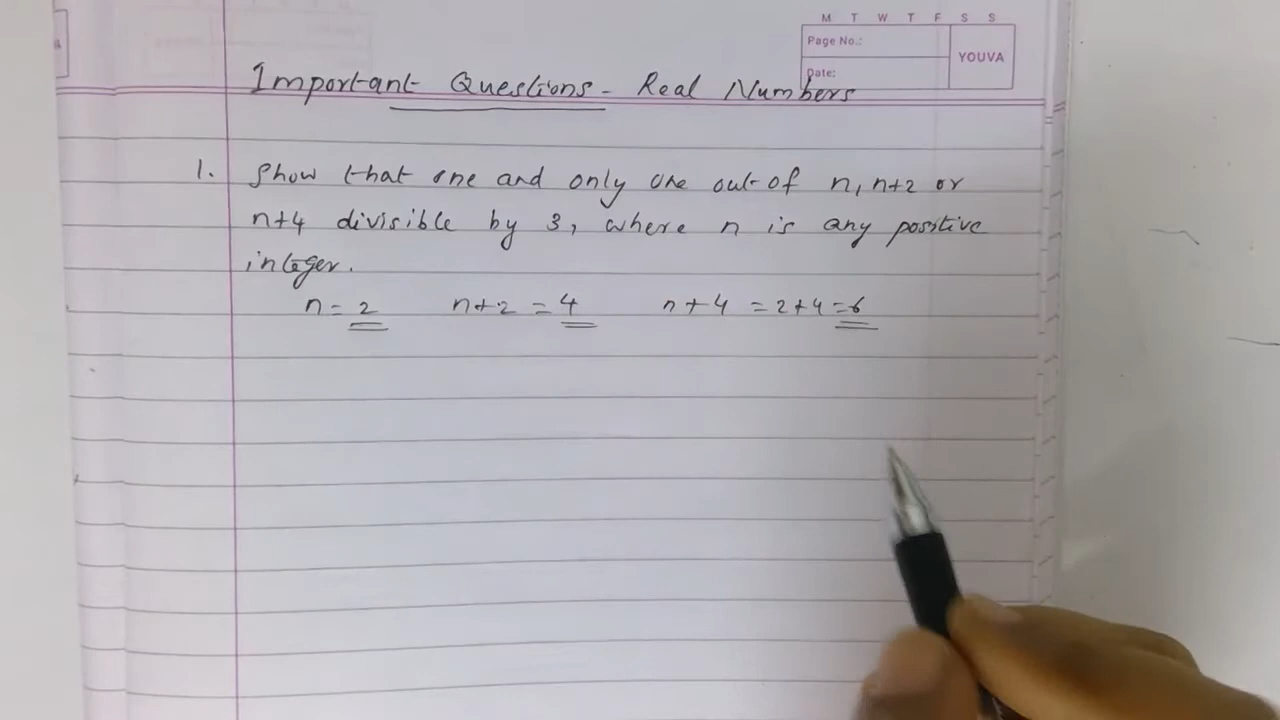 M T W T F S S
Page No.:
YOUVA
Date:
Important Questions - Real Numbers
1. Show that one and only one out of n, n+2 or
n+4 divisible by 3, where n is any positive
integer.
n = 2 n+2 = 4 n+4 = 2+4 = 6